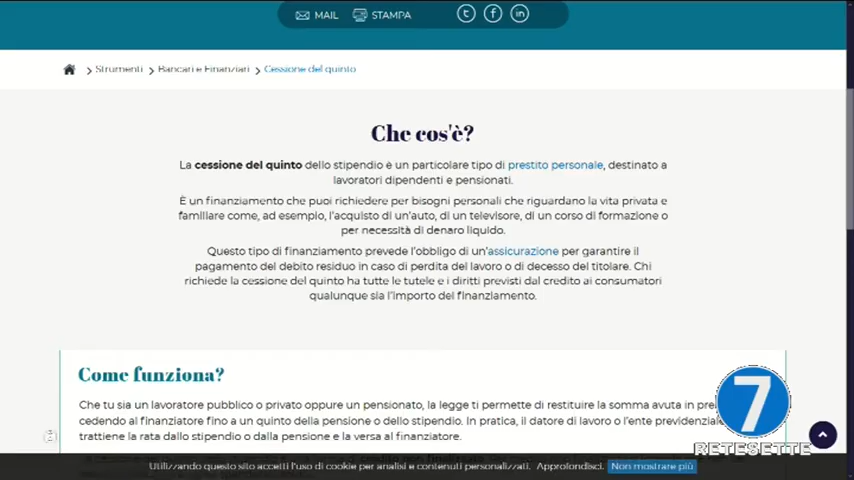 MAIL STAMPA
Strumenti Bancari e Finanziari Cessione del quinto
Che cos'è?
La cessione del quinto dello stipendio è un particolare tipo di prestito personale, destinato a
lavoratori dipendenti e pensionati.
È un finanziamento che puoi richiedere per bisogni personali che riguardano la vita privata e
familiare come, ad esempio, l'acquisto di un'auto, di un televisore, di un corso di formazione o
per necessità di denaro liquido.
Questo tipo di finanziamento prevede l'obbligo di un'assicurazione per garantire il
pagamento del debito residuo in caso di perdita del lavoro o di decesso del titolare. Chi
richiede la cessione del quinto ha tutte le tutele e i diritti previsti dal credito ai consumatori
qualunque sia l'importo del finanziamento.
Come funziona?
Che tu sia un lavoratore pubblico o privato oppure un pensionato, la legge ti permette di restituire la somma avuta in
cedendo al finanziatore fino a un quinto della pensione o dello stipendio. In pratica, il datore di lavoro o l'ente previdenziale
trattiene la rata dallo stipendio o dalla pensione e la versa al finanziatore.
7
RETESETTE
Utilizzando questo sito accetti l'uso di cookie per analisi e contenuti personalizzati. Approfondisci. Non mostrare più